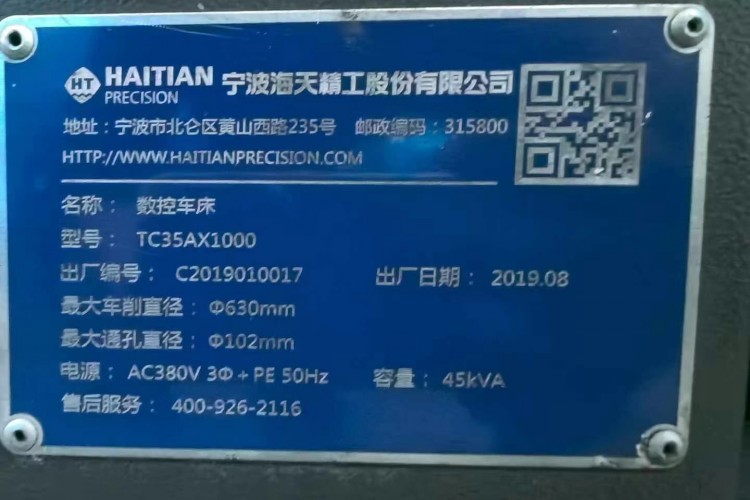 HT HAITIAN PRECISION 宁波海天精工股份有限公司
地址：宁波市北仑区黄山西路235号 邮政编码：315800
HTTP://WWW.HAITIANPRECISION.COM
名称： 数控车床
型号： TC35AX1000
出厂编号： C2019010017 出厂日期： 2019.08
最大车削直径： Φ630mm
最大通孔直径： Φ102mm
电源： AC380V 3Φ+PE 50Hz 容量： 45kVA
售后服务： 400-926-2116